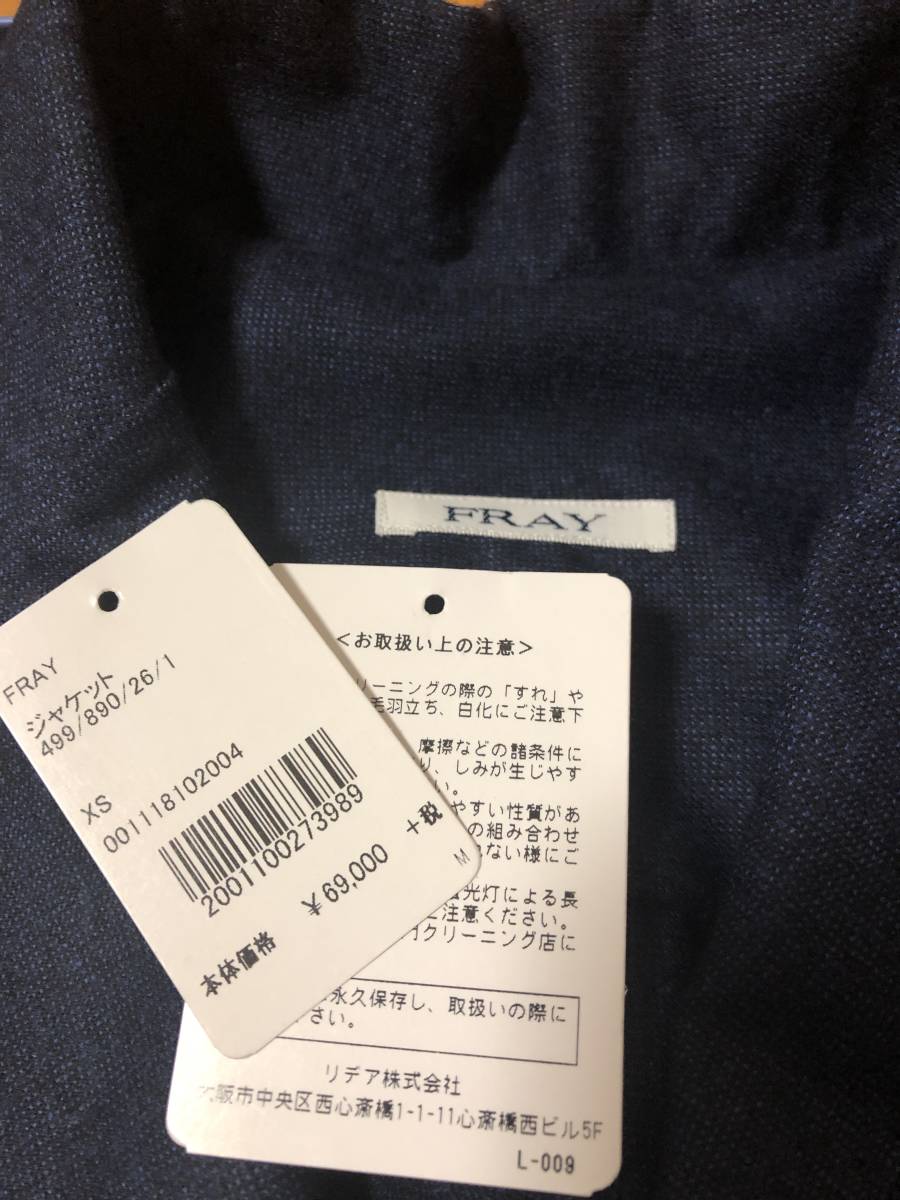 FRAY
FRAY
ジャケット
499/890/26/1
XS
001118102004
2001100273989
本体価格 ¥69,000 +税
M
<お取扱い上の注意>
リーニングの際の「すれ」や
毛羽立ち、白化にご注意下
摩擦などの諸条件に
り、しみが生じやす
い。
やすい性質があ
の組み合わせ
ない様にご
光灯による長
ご注意ください。
クリーニング店に
永久保存し、取扱いの際に
さい。
リデア株式会社
大阪市中央区西心斎橋1-1-11心斎橋西ビル5F
L-009